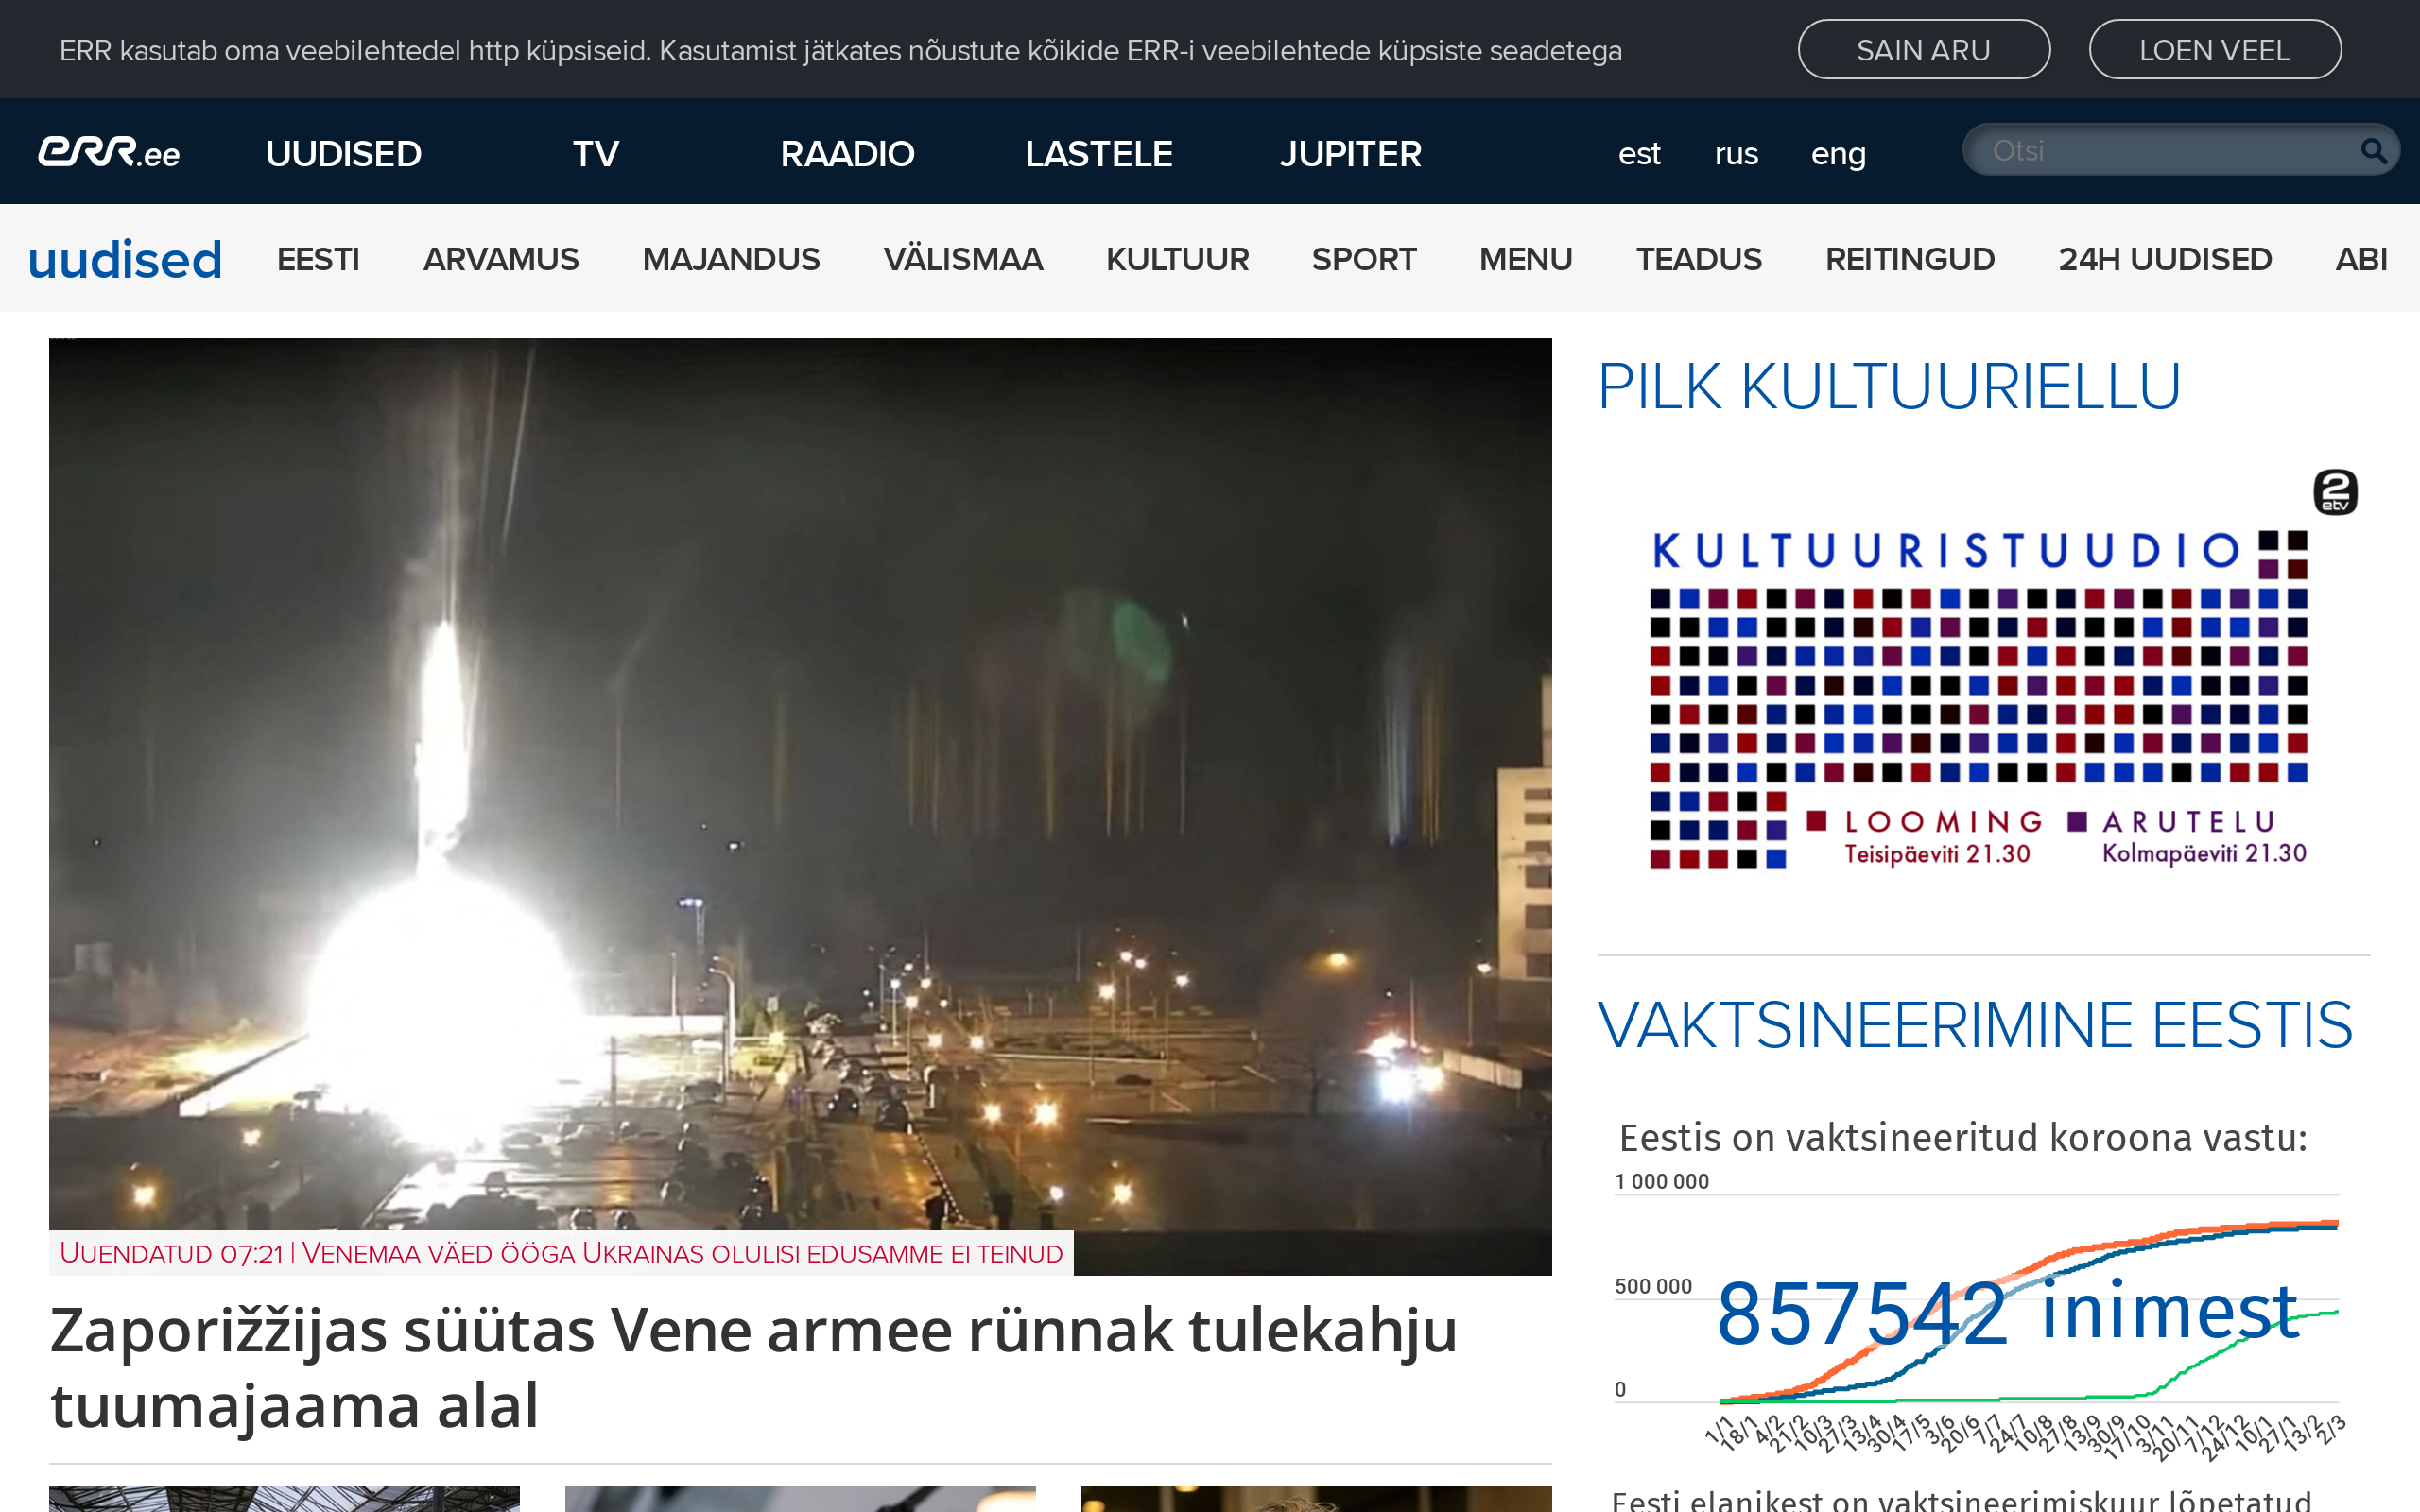 ERR kasutab oma veebilehtedel http küpsiseid. Kasutamist jätkates nõustute kõikide ERR-i veebilehtede küpsiste seadetega
SAIN ARU
LOEN VEEL
err.ee
UUDISED
TV
RAADIO
LASTELE
JUPITER
est
rus
eng
Otsi
uudised
EESTI
ARVAMUS
MAJANDUS
VÄLISMAA
KULTUUR
SPORT
MENU
TEADUS
REITINGUD
24H UUDISED
ABI
UUENDATUD 07:21 | VENEMAA VÄED ÖÖGA UKRAINAS OLULISI EDUSAMME EI TEINUD
Zaporižžijas süütas Vene armee rünnak tulekahju
tuumajaama alal
PILK KULTUURIELLU
2
etv
KULTUURISTUUDIO
LOOMING
Teisipäeviti 21.30
ARUTELU
Kolmapäeviti 21.30
VAKTSINEERIMINE EESTIS
Eestis on vaktsineeritud koroona vastu:
1 000 000
500 000
857542 inimest
0
1/1
18/1
4/2
21/2
10/3
27/3
13/4
30/4
17/5
3/6
20/6
7/7
24/7
10/8
27/8
13/9
30/9
17/10
3/11
20/11
7/12
24/12
10/1
27/1
13/2
2/3
Eesti elanikest on vaktsineerimiskuur lõpetatud